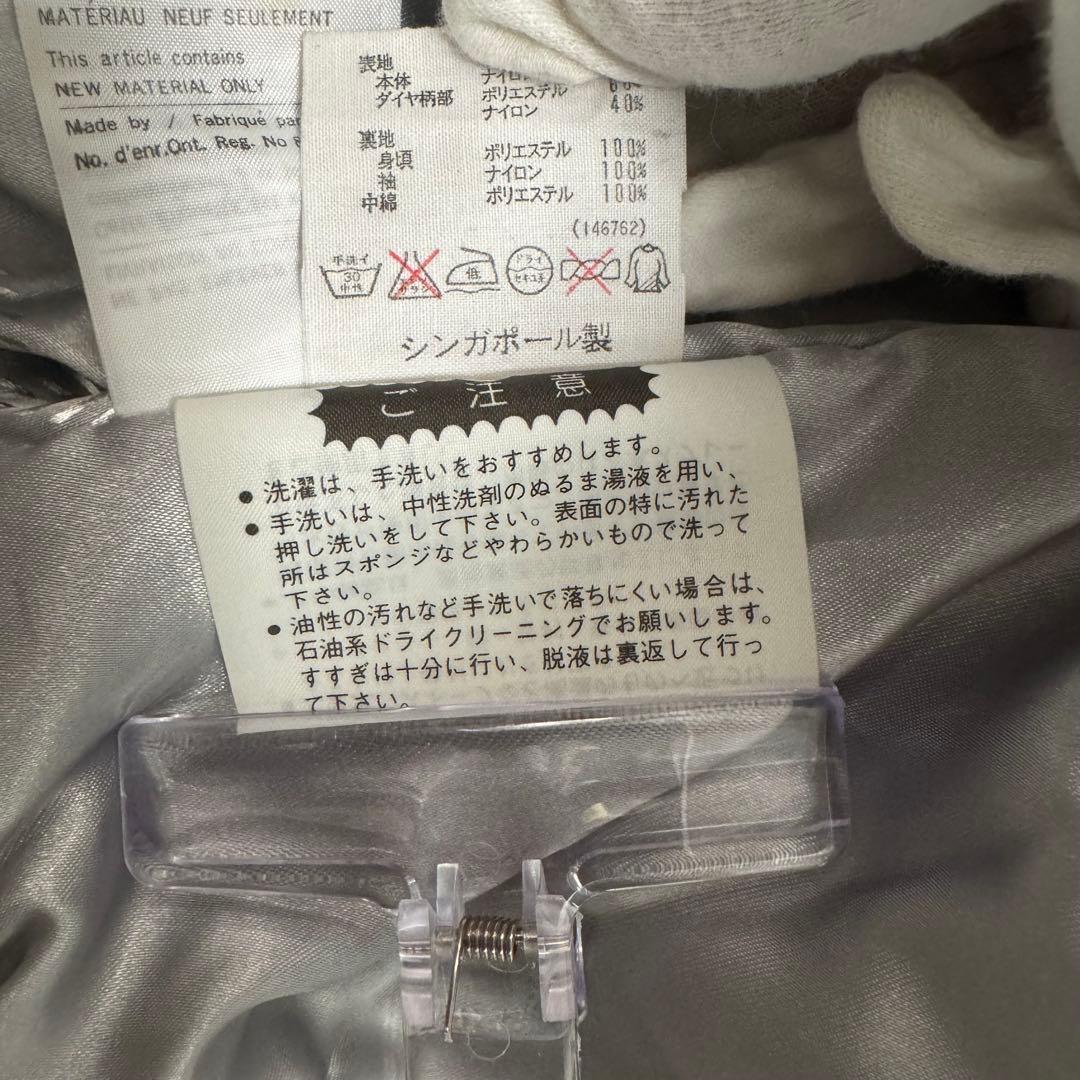 MATÉRIAU NEUF SEULEMENT
This article contains
NEW MATERIAL ONLY
Made by / Fabriqué par
No. d'enr.Ont. Reg. No
表地
本体
ダイヤ柄部 ポリエステル
ナイロン 40%
裏地
身頃 ポリエステル 100%
袖 ナイロン 100%
中綿 ポリエステル 100%
(146762)
手洗イ
30
中性
低
ドライ
セキユ系
シンガポール製
ご注意
● 洗濯は、手洗いをおすすめします。
● 手洗いは、中性洗剤のぬるま湯液を用い、
押し洗いをして下さい。表面の特に汚れた
所はスポンジなどやわらかいもので洗って
下さい。
● 油性の汚れなど手洗いで落ちにくい場合は、
石油系ドライクリーニングでお願いします。
すすぎは十分に行い、脱液は裏返して行っ
て下さい。